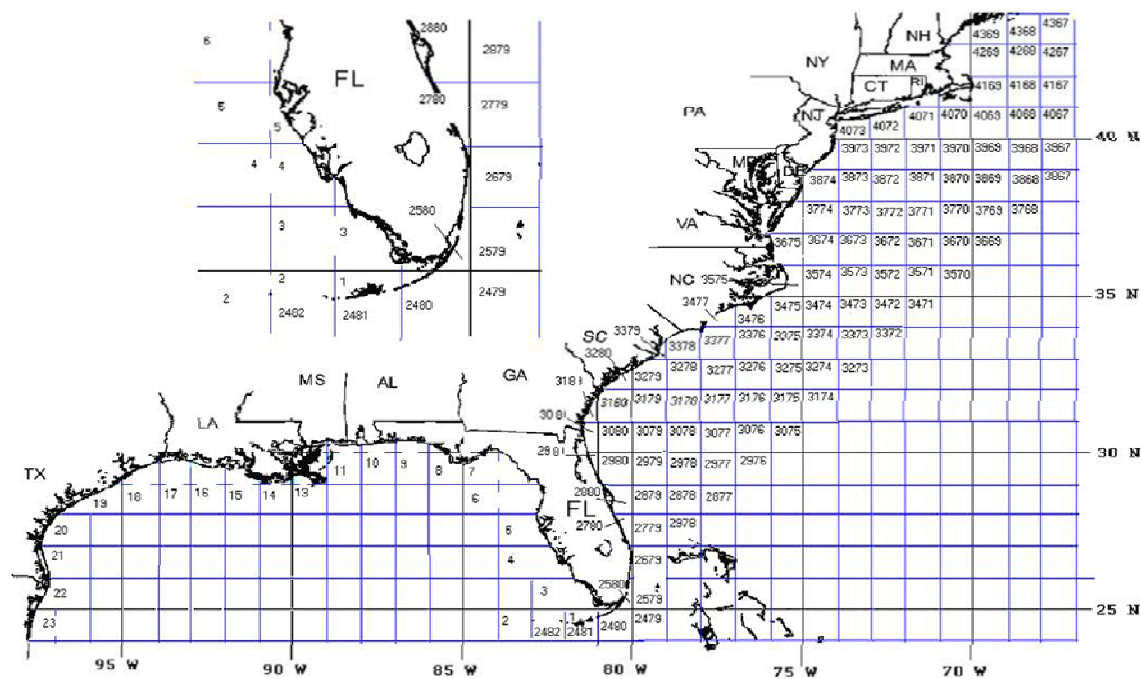 2880 4367
NH 4369 4368
6 2879 4269 4268 4267
NY MA
FL CT RI
2780 4169 4168 4167
5 2779 PA NJ 4071 4070 4069 4068 4067
5 4073 4072
40 N
3973 3972 3971 3970 3969 3968 3967
4 4 2679 3874 3873 3872 3871 3870 3869 3868 3867
2580 3774 3773 3772 3771 3770 3769 3768
3 3 VA
2579 3675 3674 3673 3672 3671 3670 3669
2 1 NC 3575 3574 3573 3572 3571 3570
2 2482 2481 2480 2479
3477 3475 3474 3473 3472 3471
35 N
3476
SC 3379 3378 3377 3376 3375 3374 3373 3372
3280 3279 3278 3277 3276 3275 3274 3273
MS AL GA 3181
3180 3179 3178 3177 3176 3175 3174
LA 3081 3080 3079 3078 3077 3076 3075
2981 2980 2979 2978 2977 2976
30 N
TX 11 10 9 8 7
19 18 17 16 15 14 13 6
2880 2879 2878 2877
FL
20 5 2780 2779 2978
21 4 2679
22 3 2580 2579
25 N
23 2 1 2482 2481 2480 2479
95 W 90 W 85 W 80 W 75 W 70 W